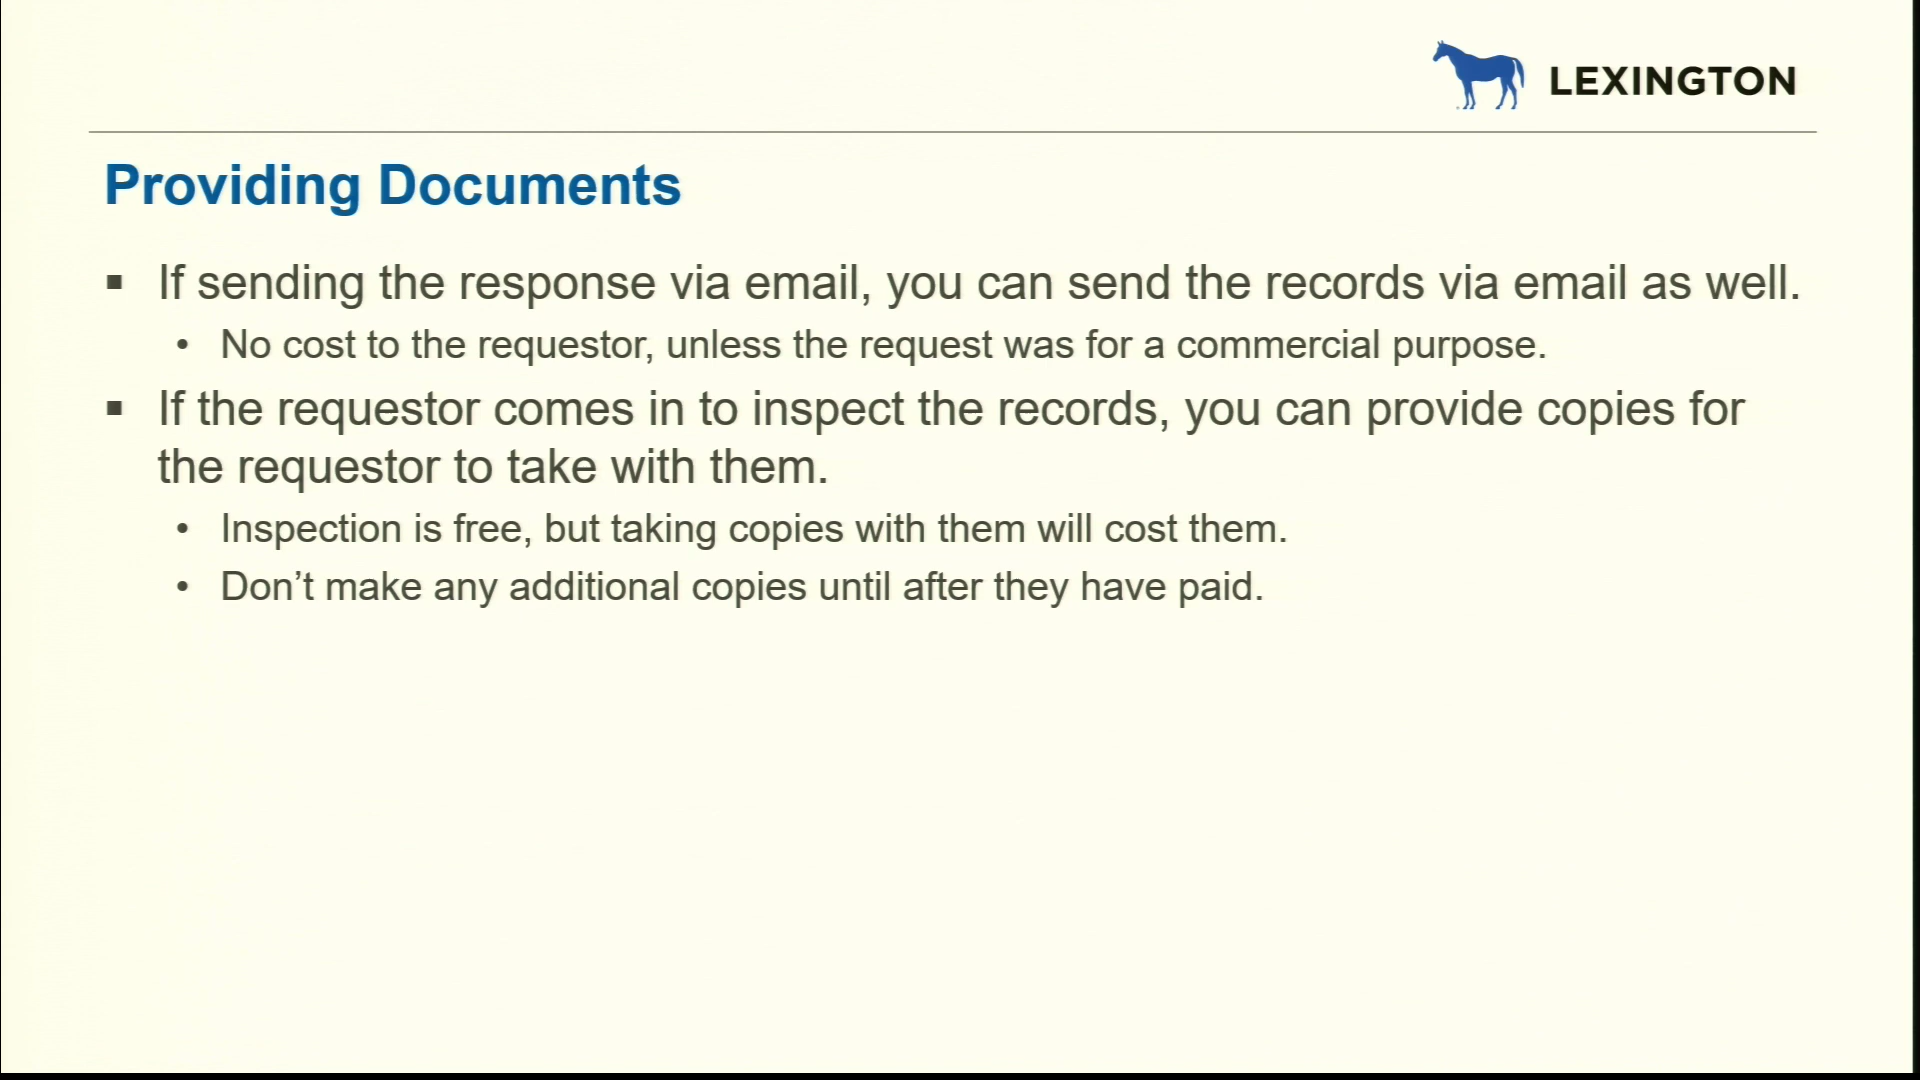 LEXINGTON
Providing Documents
▪ If sending the response via email, you can send the records via email as well.
• No cost to the requestor, unless the request was for a commercial purpose.
▪ If the requestor comes in to inspect the records, you can provide copies for
the requestor to take with them.
• Inspection is free, but taking copies with them will cost them.
• Don’t make any additional copies until after they have paid.